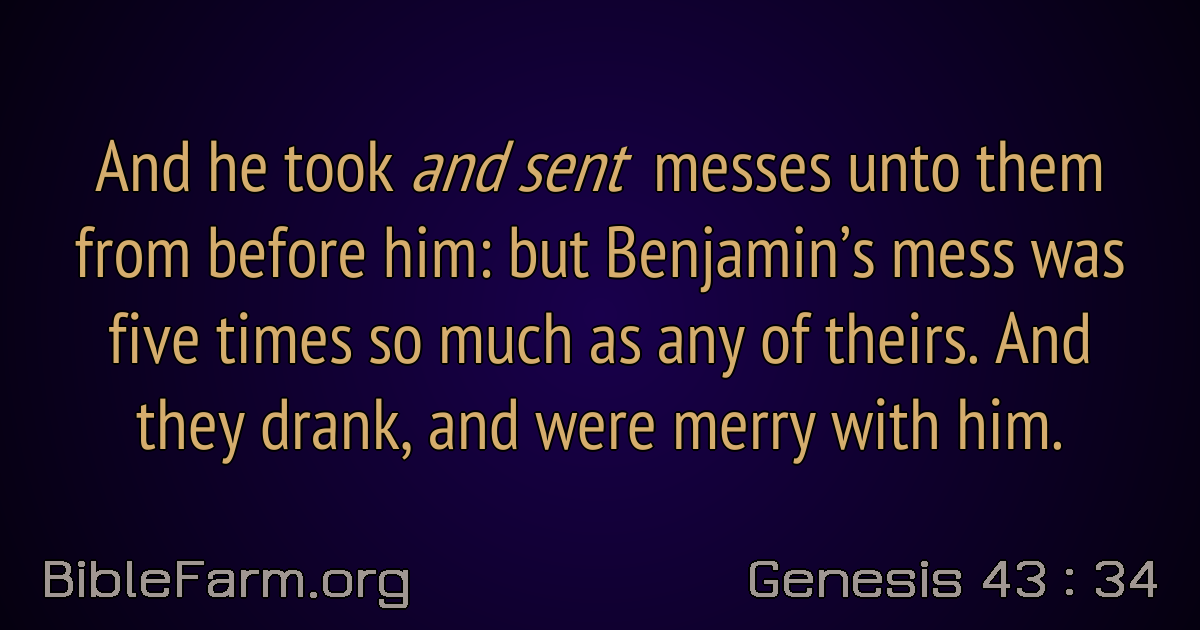 And he took and sent messes unto them
from before him: but Benjamin’s mess was
five times so much as any of theirs. And
they drank, and were merry with him.
BibleFarm.org
Genesis 43 : 34